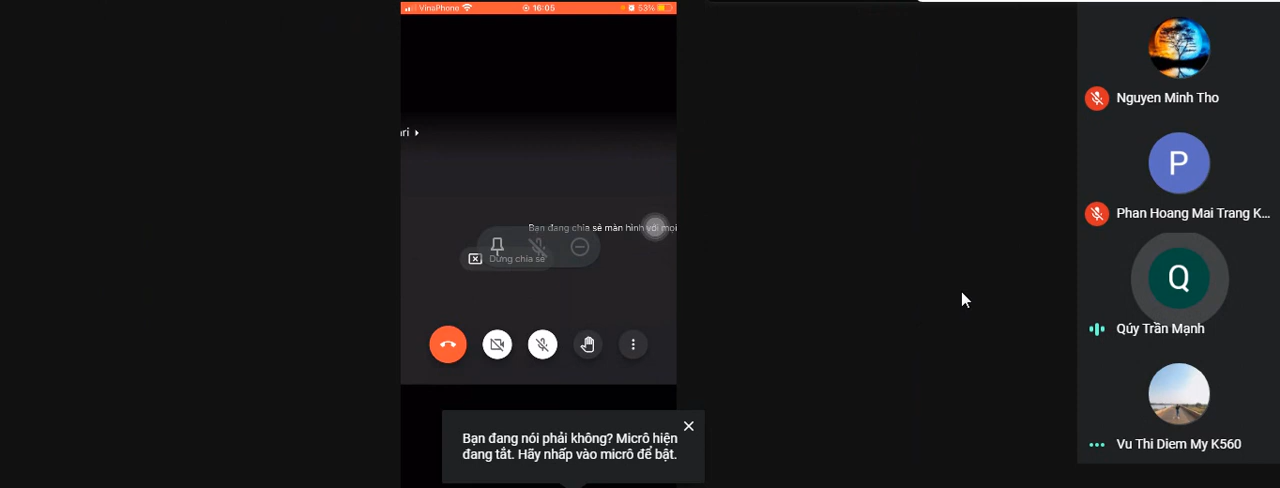 VinaPhone 16:05 53%
Nguyen Minh Tho
ari
Phan Hoang Mai Trang K...
P
Bạn đang chia sẻ màn hình với mọi
Dừng chia sẻ
Q
Qúy Trần Mạnh
Bạn đang nói phải không? Micrô hiện
đang tắt. Hãy nhấp vào micrô để bật.
Vu Thi Diem My K560